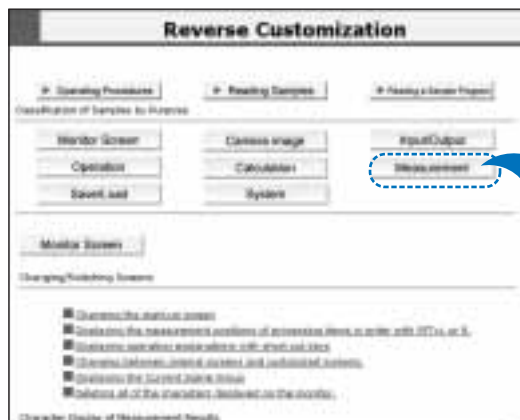 Reverse Customization
Operating Procedures
Reading Samples
Reading a Sample Program
Classification of Samples by Purpose
Monitor Screen
Camera Image
Input/Output
Operation
Calculation
Measurement
Save/Load
System
Monitor Screen
Changing/Switching Screens
Changing the start-up screen
Displaying the measurement positions of processing items in order with
Displaying operation explanations with short cut keys
Changing between original screens and customized screens
Displaying the current scene group
Deleting all of the characters displayed on the monitor.
Character Display of Measurement Results